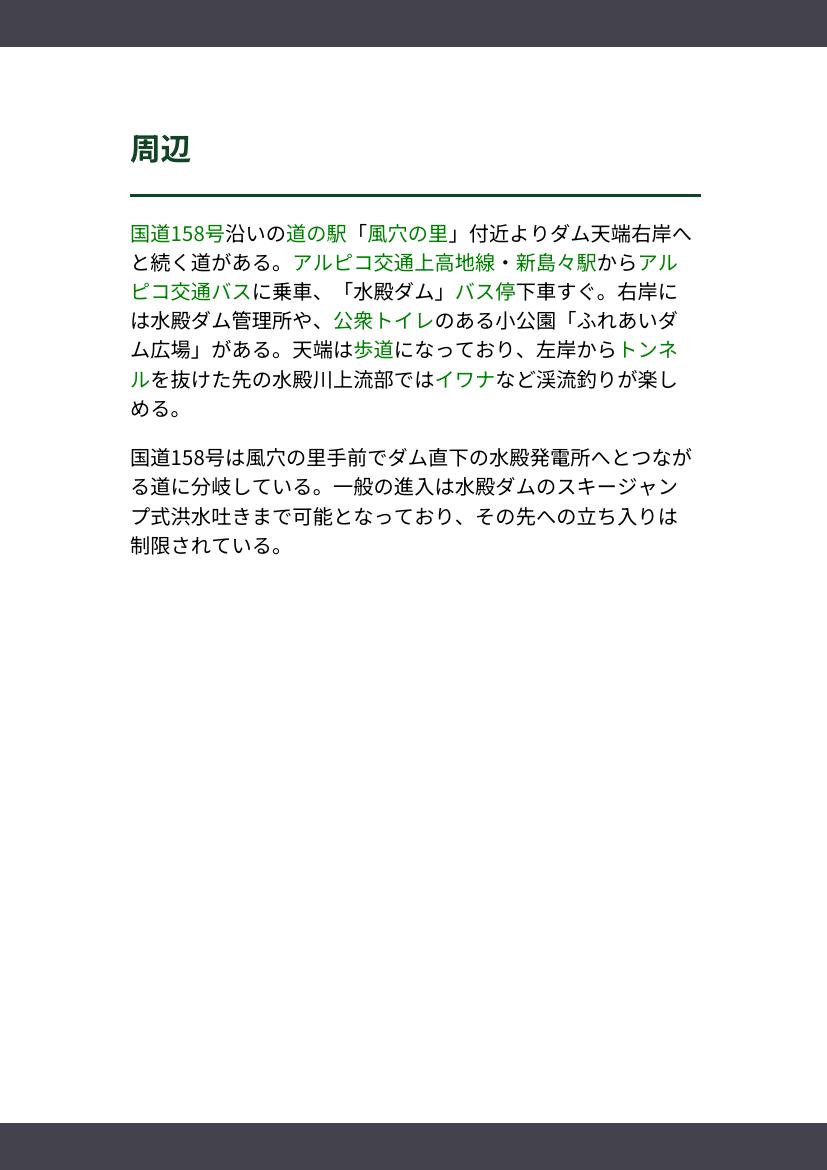 周辺
国道158号沿いの道の駅「風穴の里」付近よりダム天端右岸へ
と続く道がある。アルピコ交通上高地線・新島々駅からアル
ピコ交通バスに乗車、「水殿ダム」バス停下車すぐ。右岸に
は水殿ダム管理所や、公衆トイレのある小公園「ふれあいダ
ム広場」がある。天端は歩道になっており、左岸からトンネ
ルを抜けた先の水殿川上流部ではイワナなど渓流釣りが楽し
める。
国道158号は風穴の里手前でダム直下の水殿発電所へとつなが
る道に分岐している。一般の進入は水殿ダムのスキージャン
プ式洪水吐きまで可能となっており、その先への立ち入りは
制限されている。